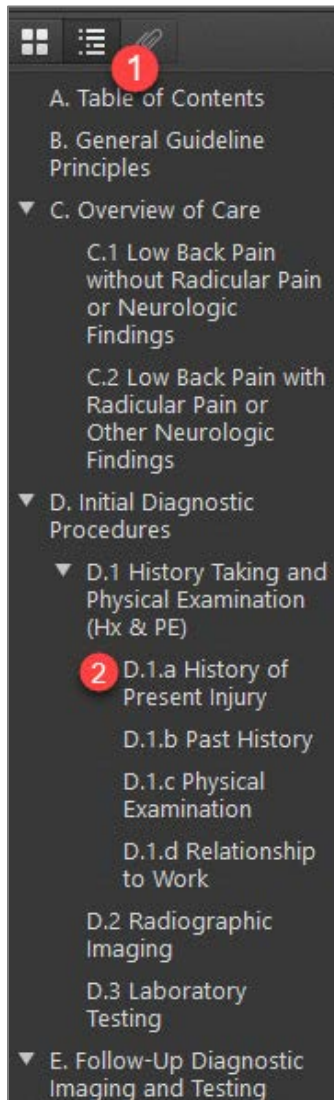 1
A. Table of Contents
B. General Guideline
Principles
C. Overview of Care
C.1 Low Back Pain
without Radicular Pain
or Neurologic
Findings
C.2 Low Back Pain with
Radicular Pain or
Other Neurologic
Findings
D. Initial Diagnostic
Procedures
D.1 History Taking and
Physical Examination
(Hx & PE)
2 D.1.a History of
Present Injury
D.1.b Past History
D.1.c Physical
Examination
D.1.d Relationship
to Work
D.2 Radiographic
Imaging
D.3 Laboratory
Testing
E. Follow-Up Diagnostic
Imaging and Testing